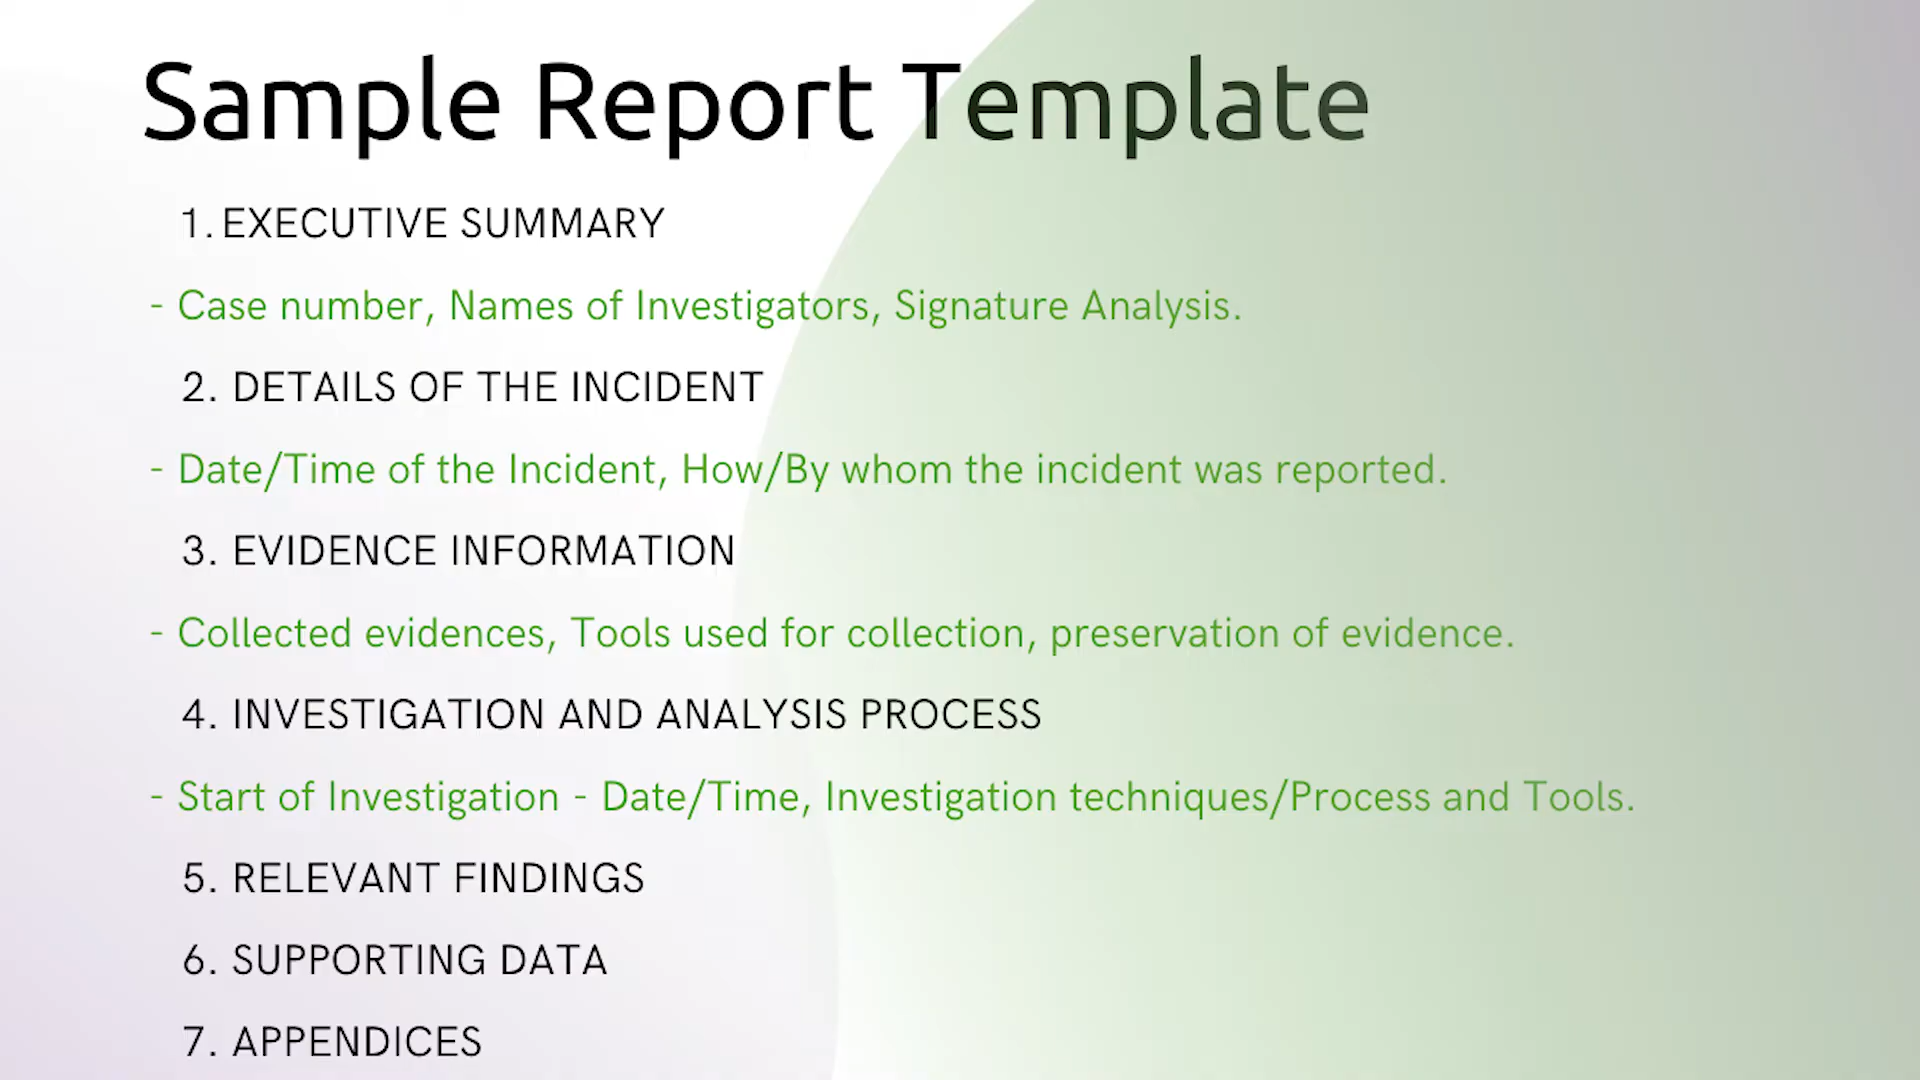 Sample Report Template
1. EXECUTIVE SUMMARY
- Case number, Names of Investigators, Signature Analysis.
2. DETAILS OF THE INCIDENT
- Date/Time of the Incident, How/By whom the incident was reported.
3. EVIDENCE INFORMATION
- Collected evidences, Tools used for collection, preservation of evidence.
4. INVESTIGATION AND ANALYSIS PROCESS
- Start of Investigation - Date/Time, Investigation techniques/Process and Tools.
5. RELEVANT FINDINGS
6. SUPPORTING DATA
7. APPENDICES